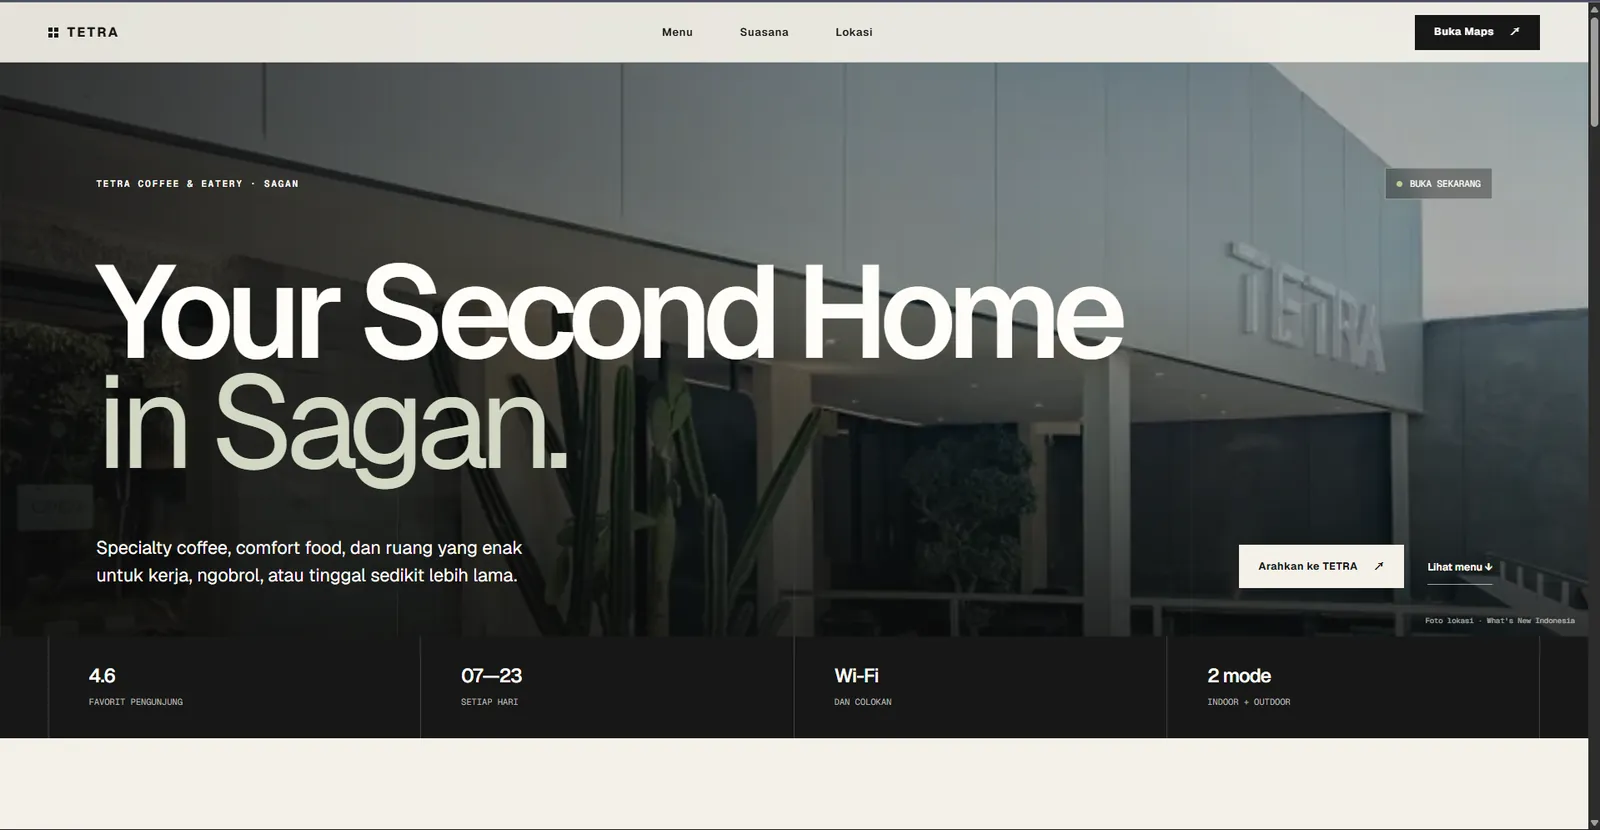 TETRA
Menu
Suasana
Lokasi
Buka Maps ↗
TETRA COFFEE & EATERY · SAGAN
BUKA SEKARANG
TETRA
Your Second Home
in Sagan.
Specialty coffee, comfort food, dan ruang yang enak
untuk kerja, ngobrol, atau tinggal sedikit lebih lama.
Arahkan ke TETRA ↗
Lihat menu ↓
Foto lokasi · What's New Indonesia
4.6
FAVORIT PENGUNJUNG
07—23
SETIAP HARI
Wi-Fi
DAN COLOKAN
2 mode
INDOOR + OUTDOOR